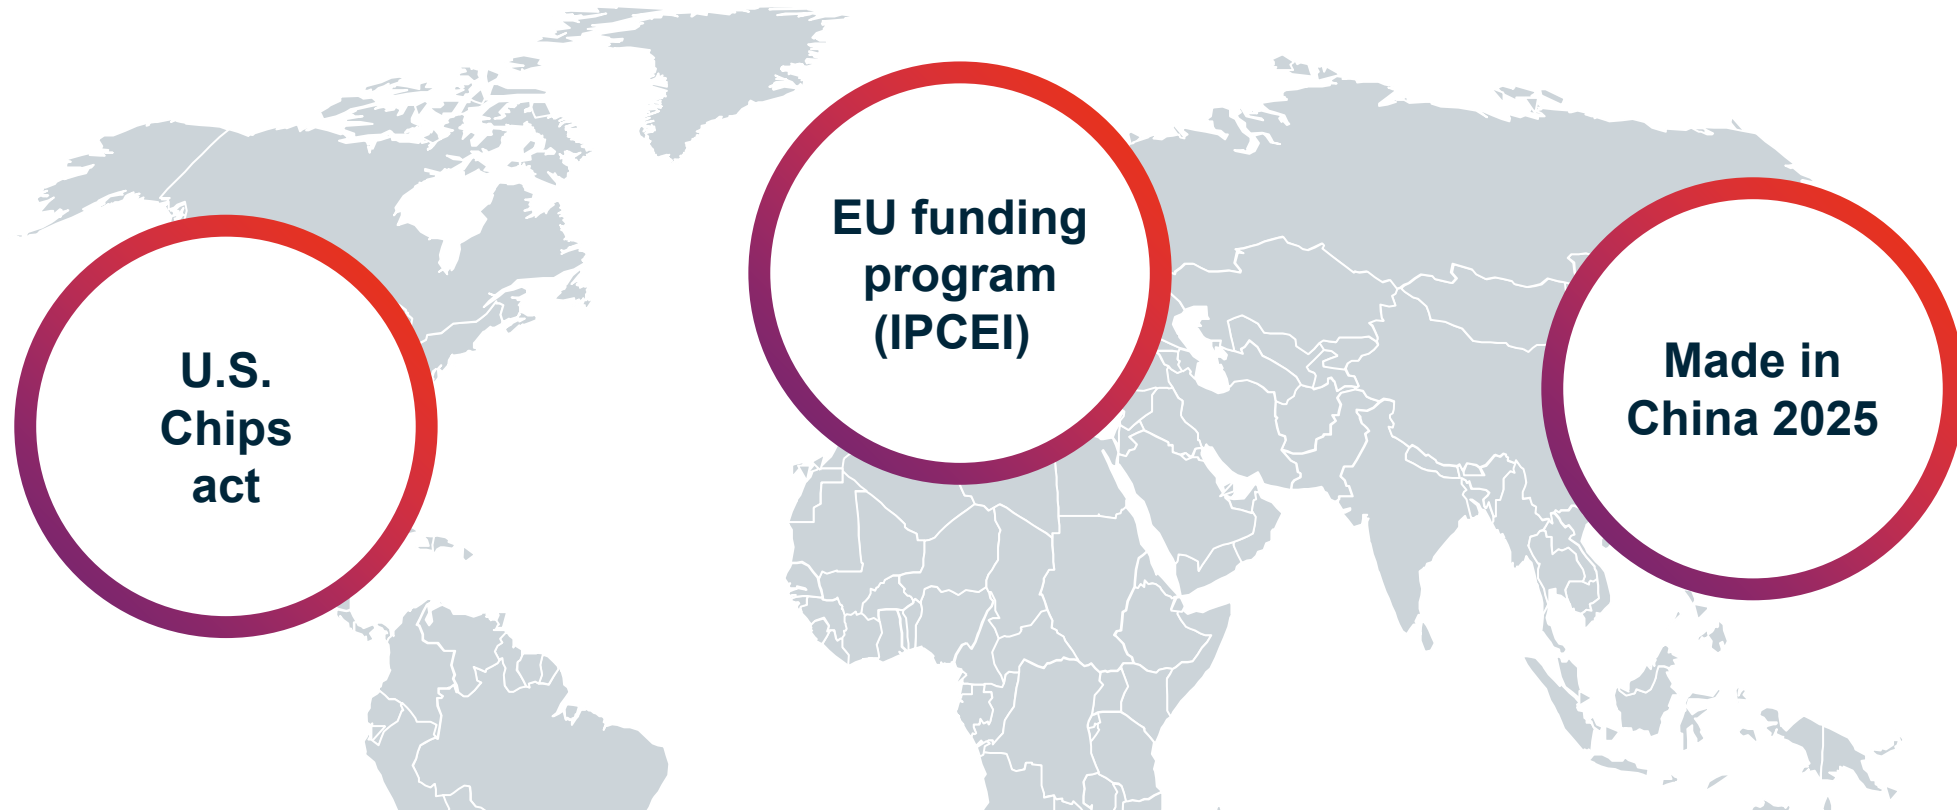 U.S.
Chips
act
EU funding
program
(IPCEI)
Made in
China 2025